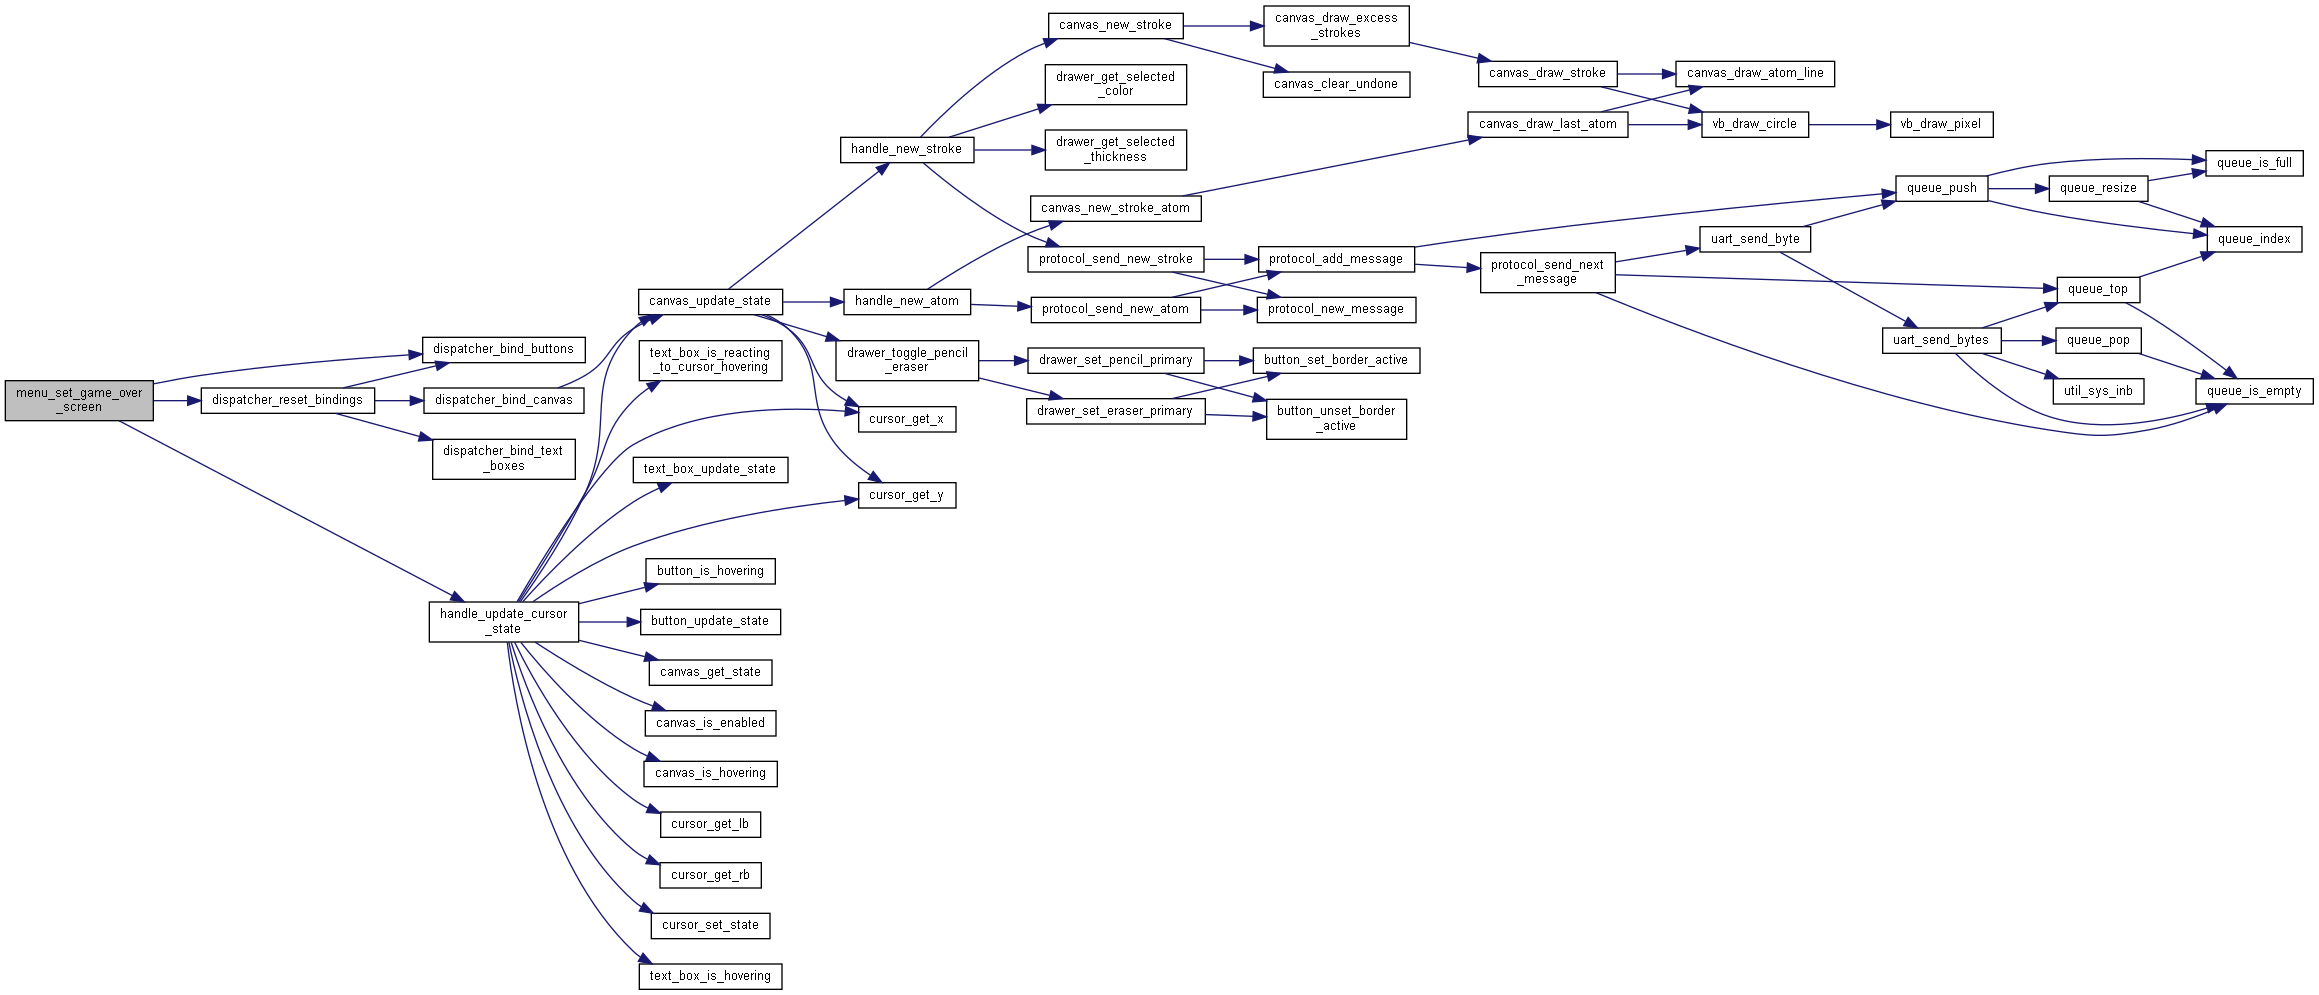 menu_set_game_over
_screen
dispatcher_bind_buttons
dispatcher_reset_bindings
dispatcher_bind_canvas
dispatcher_bind_text
_boxes
handle_update_cursor
_state
canvas_update_state
text_box_is_reacting
_to_cursor_hovering
text_box_update_state
button_is_hovering
button_update_state
canvas_get_state
canvas_is_enabled
canvas_is_hovering
cursor_get_lb
cursor_get_rb
cursor_set_state
text_box_is_hovering
handle_new_stroke
handle_new_atom
drawer_toggle_pencil
_eraser
cursor_get_x
cursor_get_y
canvas_new_stroke
drawer_get_selected
_color
drawer_get_selected
_thickness
canvas_new_stroke_atom
protocol_send_new_stroke
protocol_send_new_atom
drawer_set_pencil_primary
drawer_set_eraser_primary
canvas_draw_excess
_strokes
canvas_clear_undone
protocol_add_message
protocol_new_message
button_set_border_active
button_unset_border
_active
canvas_draw_stroke
canvas_draw_last_atom
protocol_send_next
_message
canvas_draw_atom_line
vb_draw_circle
uart_send_byte
vb_draw_pixel
queue_push
uart_send_bytes
queue_resize
queue_top
queue_pop
util_sys_inb
queue_is_full
queue_index
queue_is_empty